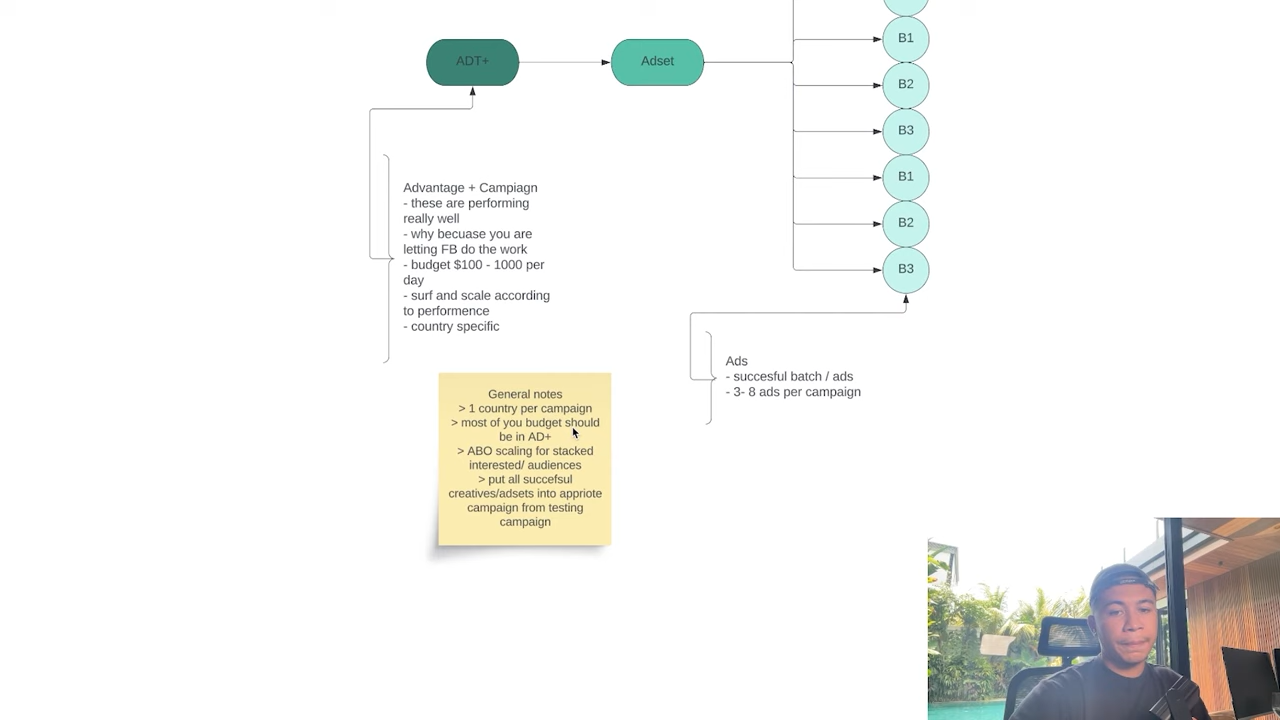 ADT+
Adset
B1
B2
B3
B1
B2
B3
Advantage + Campiagn
- these are performing
really well
- why becuase you are
letting FB do the work
- budget $100 - 1000 per
day
- surf and scale according
to performence
- country specific
Ads
- succesful batch / ads
- 3- 8 ads per campaign
General notes
> 1 country per campaign
> most of you budget should
be in AD+
> ABO scaling for stacked
interested/ audiences
> put all succefsul
creatives/adsets into appriote
campaign from testing
campaign